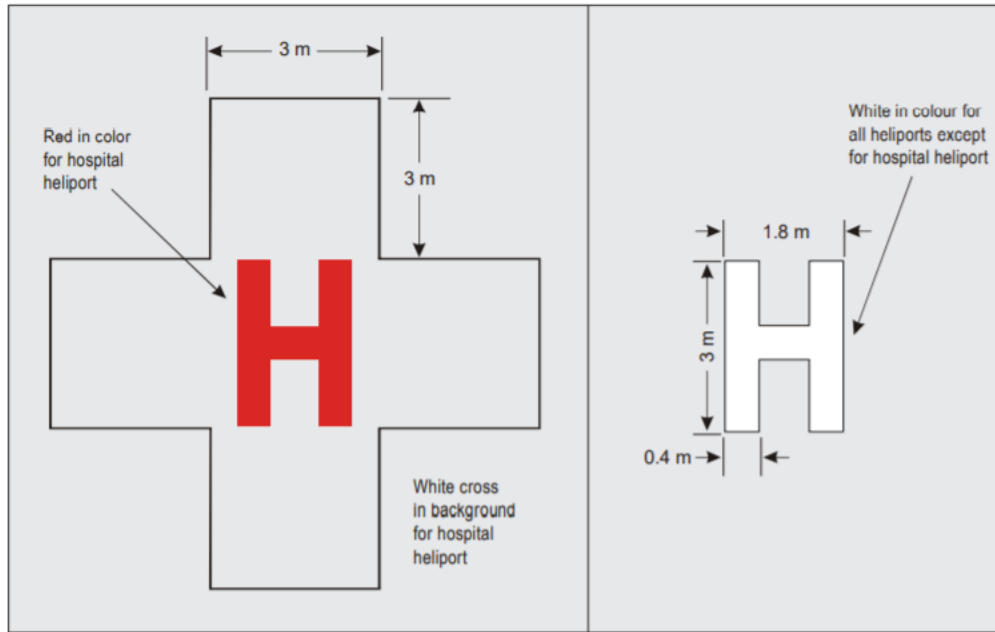 3 m
Red in color
for hospital
heliport
3 m
H
White cross
in background
for hospital
heliport
White in colour for
all heliports except
for hospital heliport
1.8 m
3 m
H
0.4 m